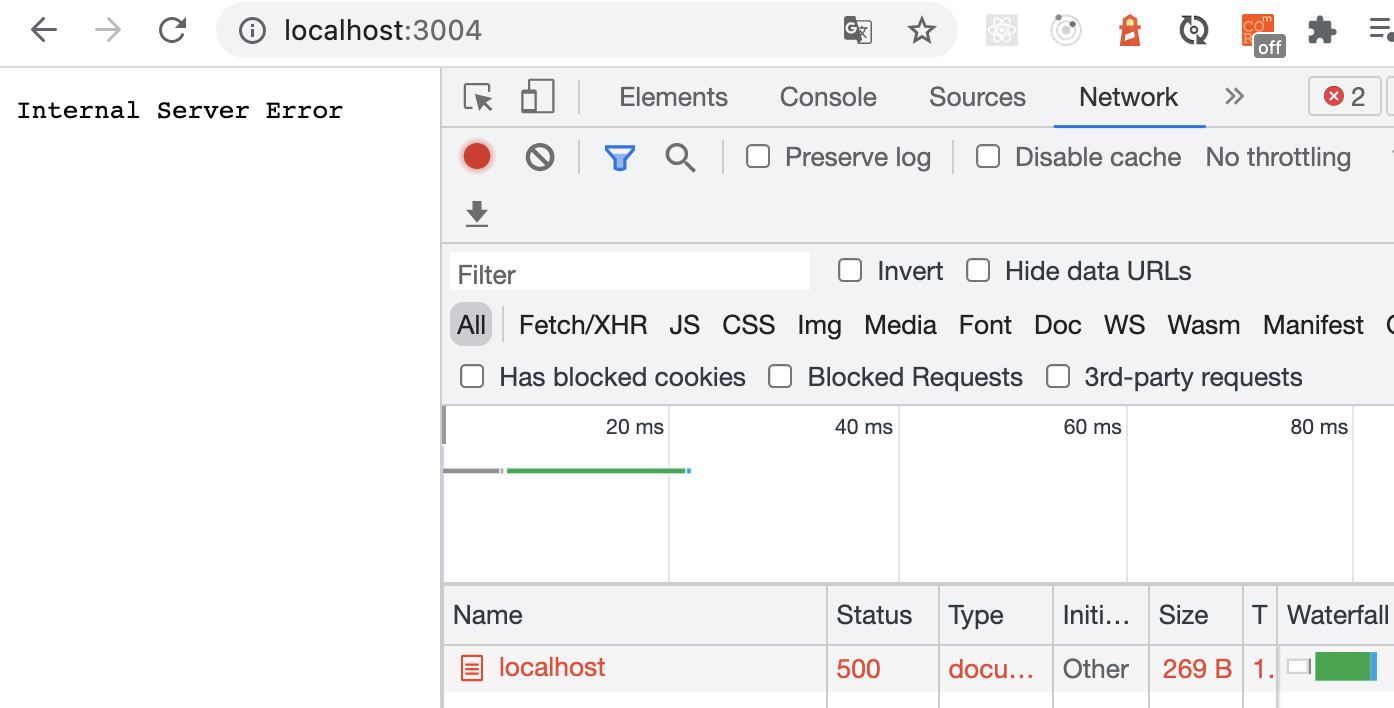 localhost:3004
off
Internal Server Error
Elements Console Sources Network 2
Preserve log Disable cache No throttling
Filter Invert Hide data URLs
All Fetch/XHR JS CSS Img Media Font Doc WS Wasm Manifest
Has blocked cookies Blocked Requests 3rd-party requests
20 ms 40 ms 60 ms 80 ms
Name Status Type Initi... Size T Waterfall
localhost 500 docu... Other 269 B 1.